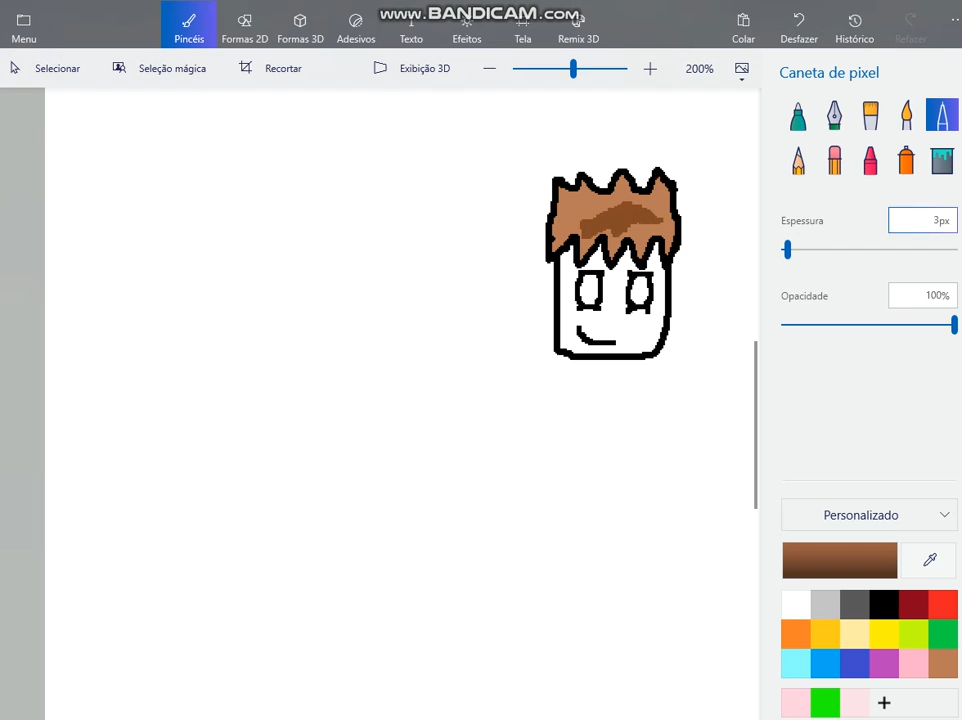 www.BANDICAM.com
Menu Pincéis Formas 2D Formas 3D Adesivos Texto Efeitos Tela Remix 3D Colar Desfazer Histórico Refazer ...
Selecionar Seleção mágica Recortar Exibição 3D 200%
Caneta de pixel
Espessura 3px
Opacidade 100%
Personalizado